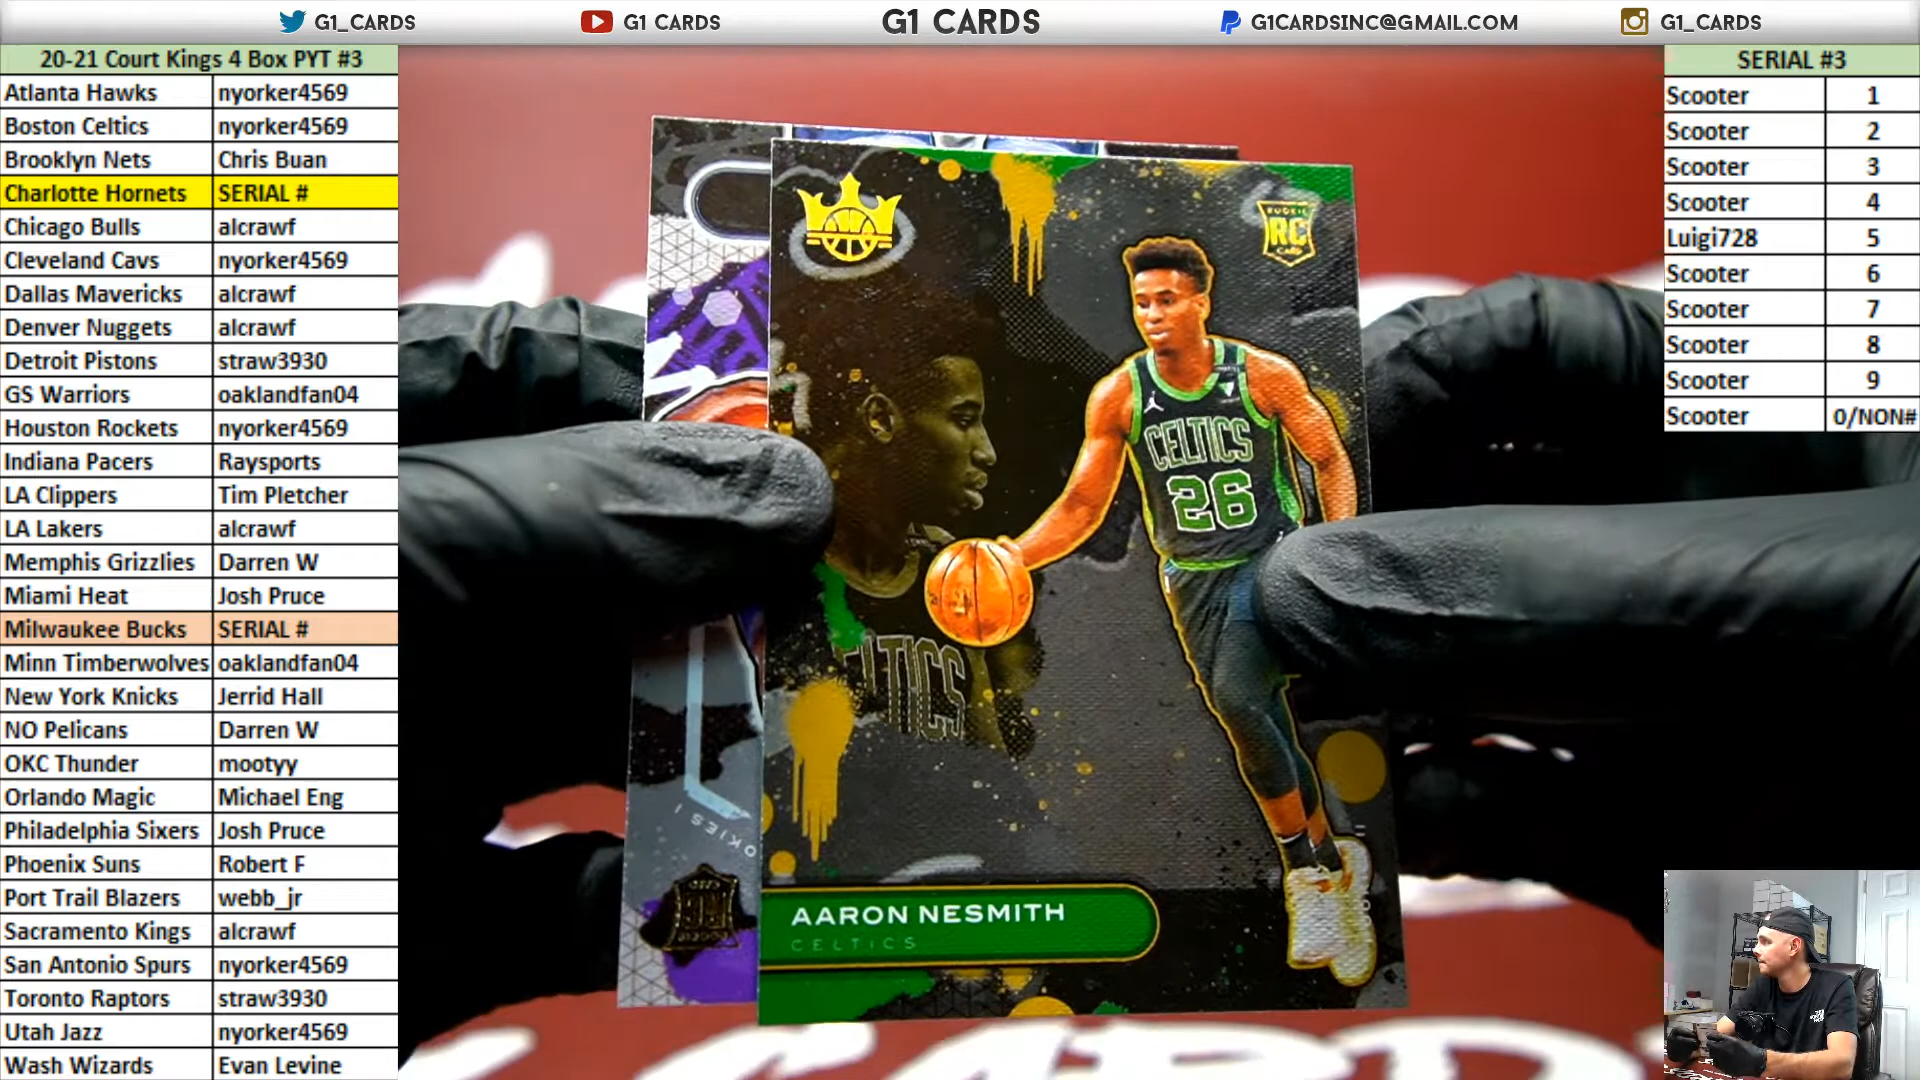 G1_CARDS
G1 CARDS
G1 CARDS
G1CARDSINC@GMAIL.COM
G1_CARDS
20-21 Court Kings 4 Box PYT #3
Atlanta Hawks nyorker4569
Boston Celtics nyorker4569
Brooklyn Nets Chris Buan
Charlotte Hornets SERIAL #
Chicago Bulls alcrawf
Cleveland Cavs nyorker4569
Dallas Mavericks alcrawf
Denver Nuggets alcrawf
Detroit Pistons straw3930
GS Warriors oaklandfan04
Houston Rockets nyorker4569
Indiana Pacers Raysports
LA Clippers Tim Pletcher
LA Lakers alcrawf
Memphis Grizzlies Darren W
Miami Heat Josh Pruce
Milwaukee Bucks SERIAL #
Minn Timberwolves oaklandfan04
New York Knicks Jerrid Hall
NO Pelicans Darren W
OKC Thunder mootyy
Orlando Magic Michael Eng
Philadelphia Sixers Josh Pruce
Phoenix Suns Robert F
Port Trail Blazers webb_jr
Sacramento Kings alcrawf
San Antonio Spurs nyorker4569
Toronto Raptors straw3930
Utah Jazz nyorker4569
Wash Wizards Evan Levine
SERIAL #3
Scooter 1
Scooter 2
Scooter 3
Scooter 4
Luigi728 5
Scooter 6
Scooter 7
Scooter 8
Scooter 9
Scooter 0/NON#
ROOKIE
RC
CARD
CELTICS
26
AARON NESMITH
CELTICS